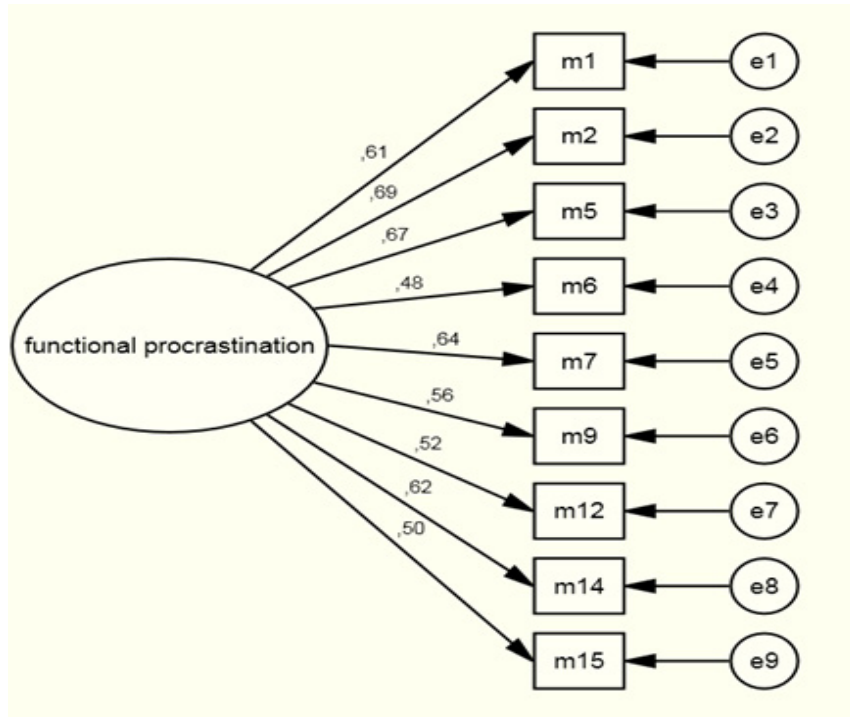 m1 e1
,61
m2 e2
,69
m5 e3
,67
m6 e4
,48
functional procrastination
,64
m7 e5
,56
m9 e6
,52
m12 e7
,62
,50
m14 e8
m15 e9